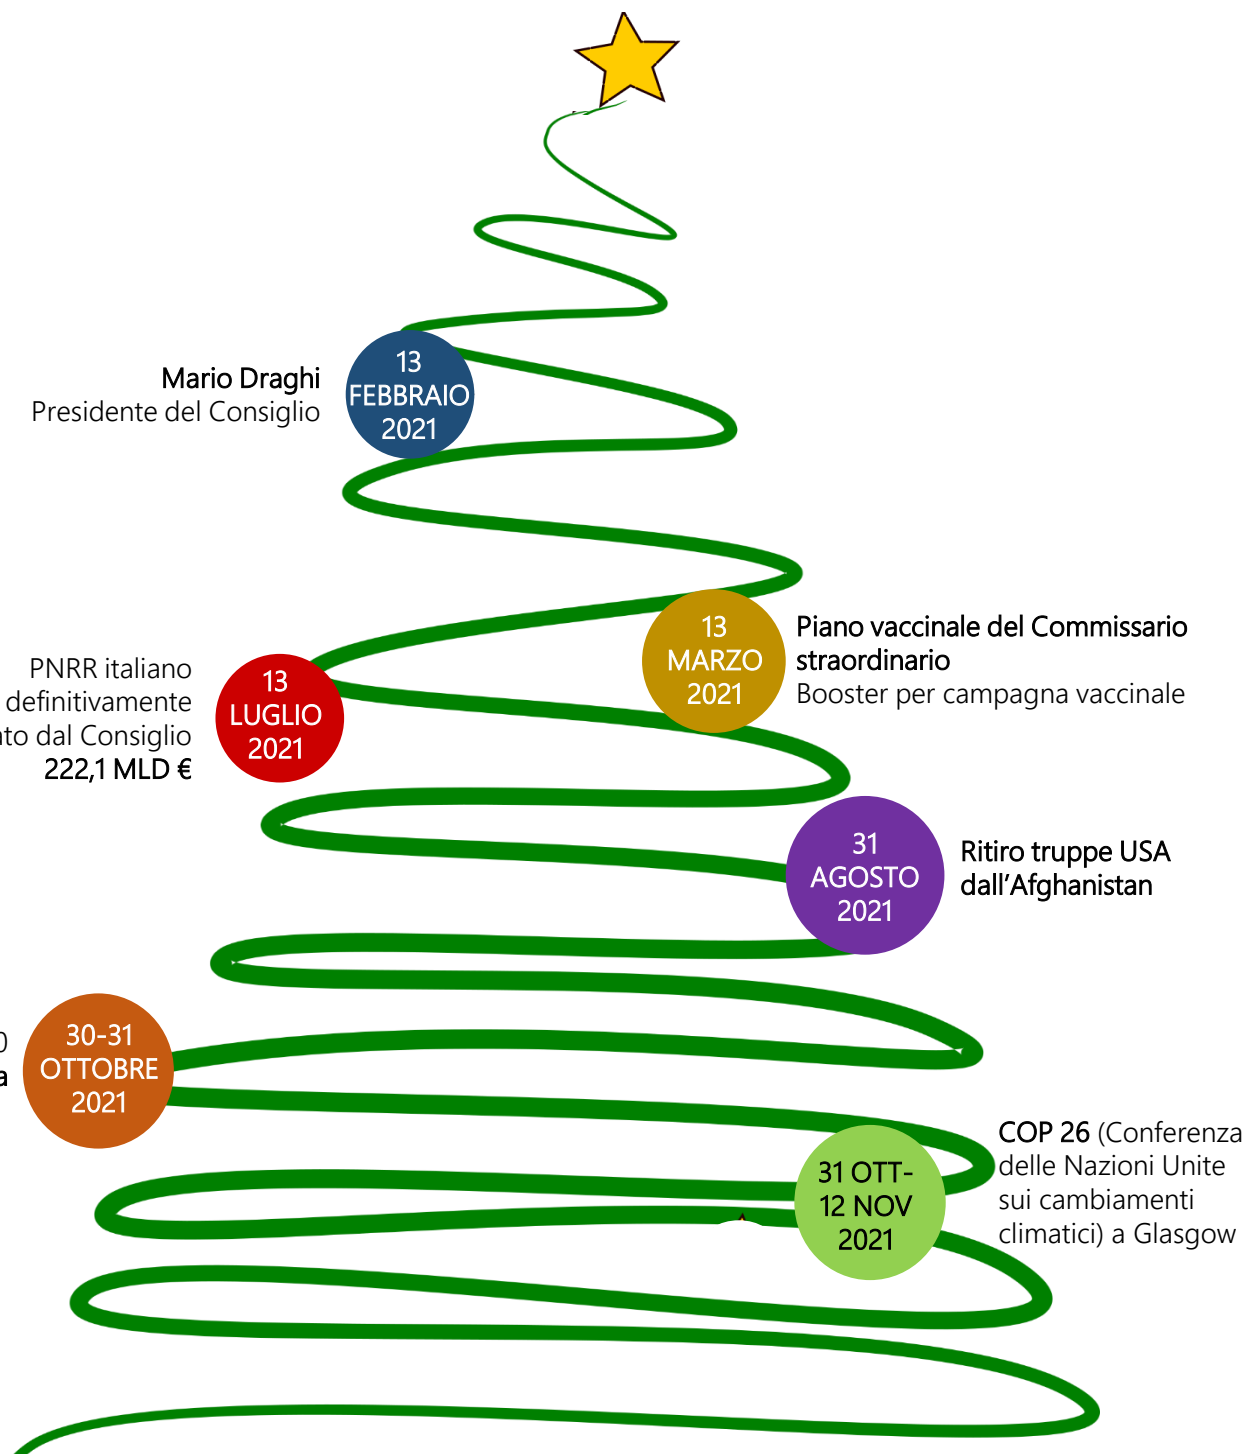 13
FEBBRAIO
2021
Mario Draghi
Presidente del Consiglio
13
MARZO
2021
Piano vaccinale del Commissario
straordinario
Booster per campagna vaccinale
PNRR italiano
definitivamente
dal Consiglio
222,1 MLD €
13
LUGLIO
2021
31
AGOSTO
2021
Ritiro truppe USA
dall'Afghanistan
30-31
OTTOBRE
2021
31 OTT-
12 NOV
2021
COP 26 (Conferenza
delle Nazioni Unite
sui cambiamenti
climatici) a Glasgow